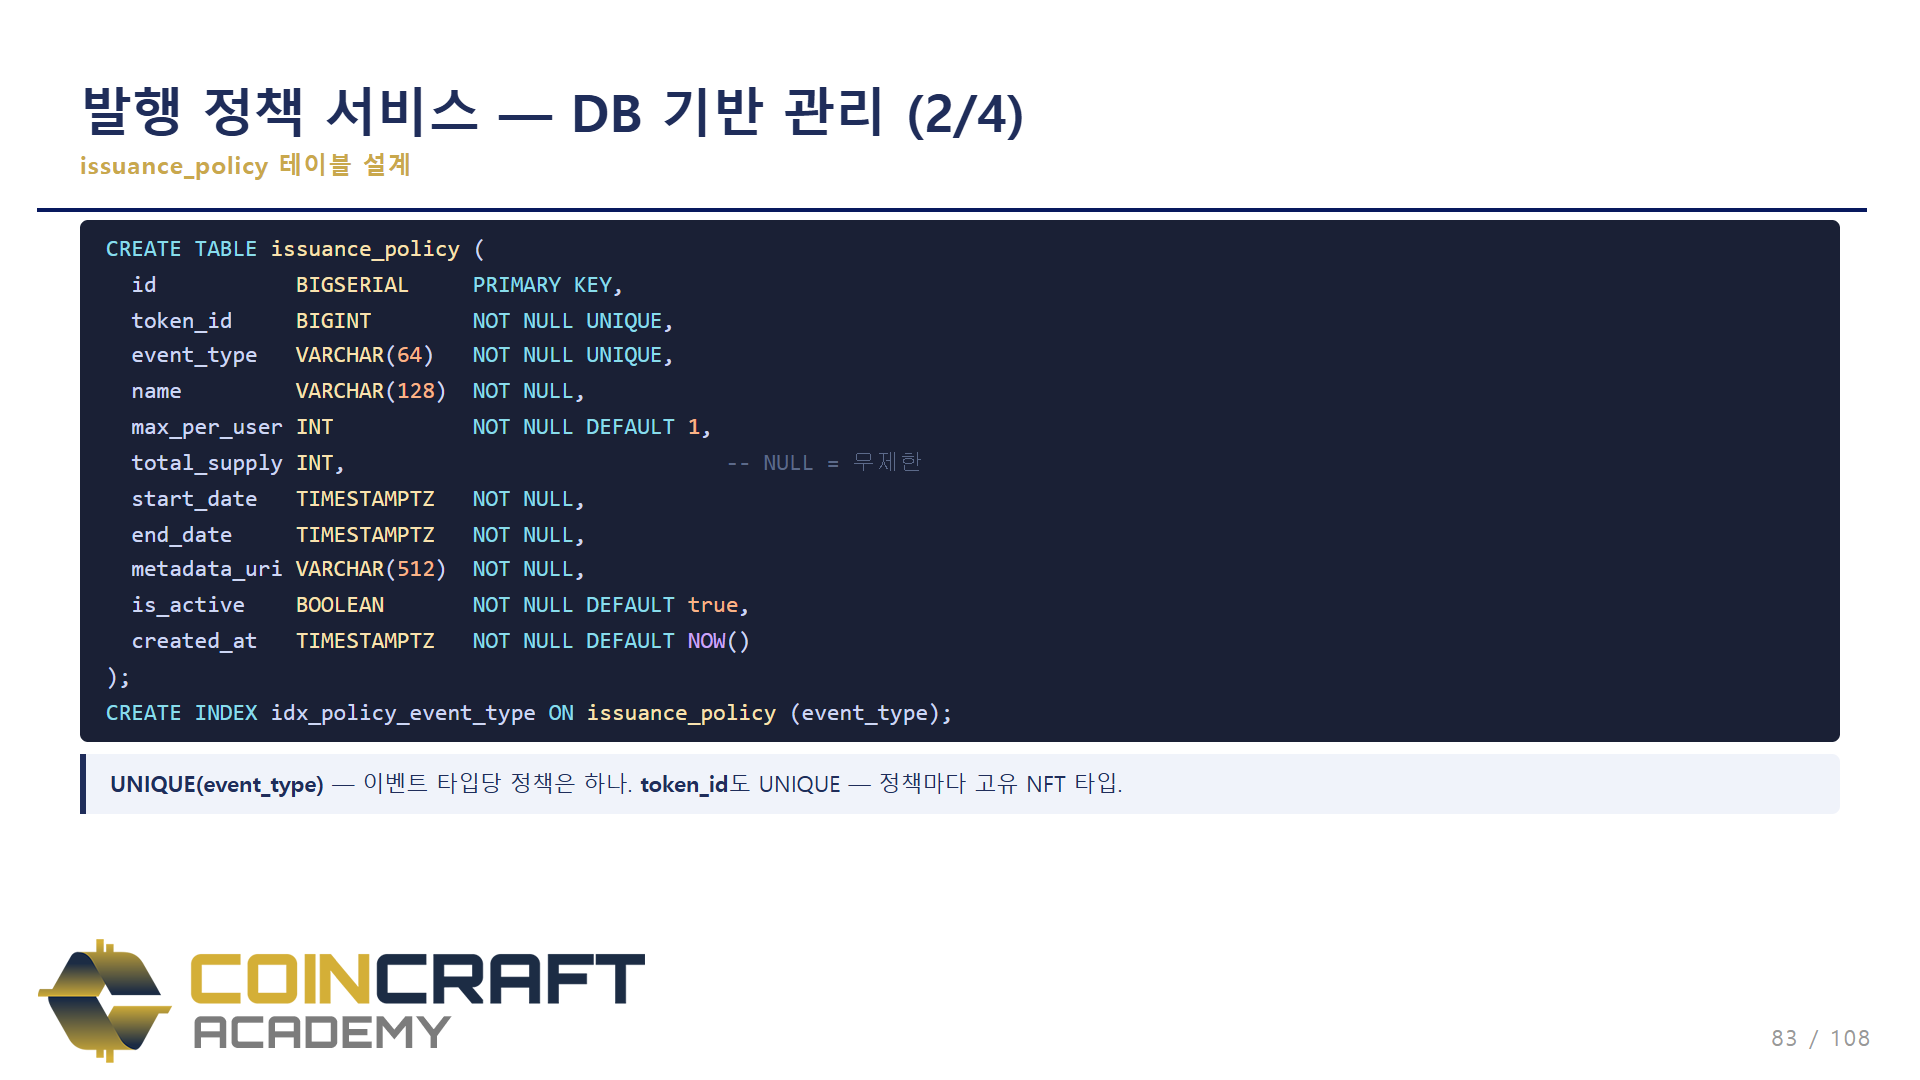 발행 정책 서비스 — DB 기반 관리 (2/4)
issuance_policy 테이블 설계
CREATE TABLE issuance_policy (
  id           BIGSERIAL     PRIMARY KEY,
  token_id     BIGINT        NOT NULL UNIQUE,
  event_type   VARCHAR(64)   NOT NULL UNIQUE,
  name         VARCHAR(128)  NOT NULL,
  max_per_user INT           NOT NULL DEFAULT 1,
  total_supply INT,                              -- NULL = 무제한
  start_date   TIMESTAMPTZ   NOT NULL,
  end_date     TIMESTAMPTZ   NOT NULL,
  metadata_uri VARCHAR(512)  NOT NULL,
  is_active    BOOLEAN       NOT NULL DEFAULT true,
  created_at   TIMESTAMPTZ   NOT NULL DEFAULT NOW()
);
CREATE INDEX idx_policy_event_type ON issuance_policy (event_type);
UNIQUE(event_type) — 이벤트 타입당 정책은 하나. token_id도 UNIQUE — 정책마다 고유 NFT 타입.
COINCRAFT
ACADEMY
83 / 108